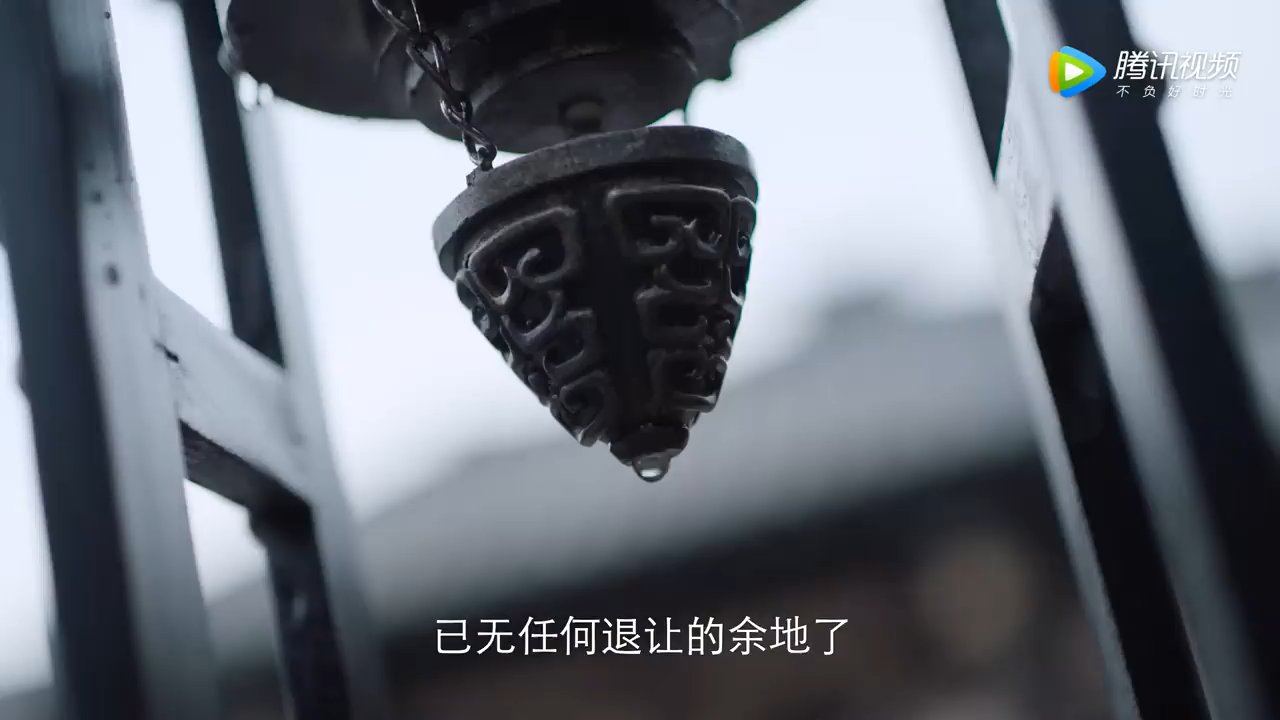 腾讯视频
不负好时光
已无任何退让的余地了